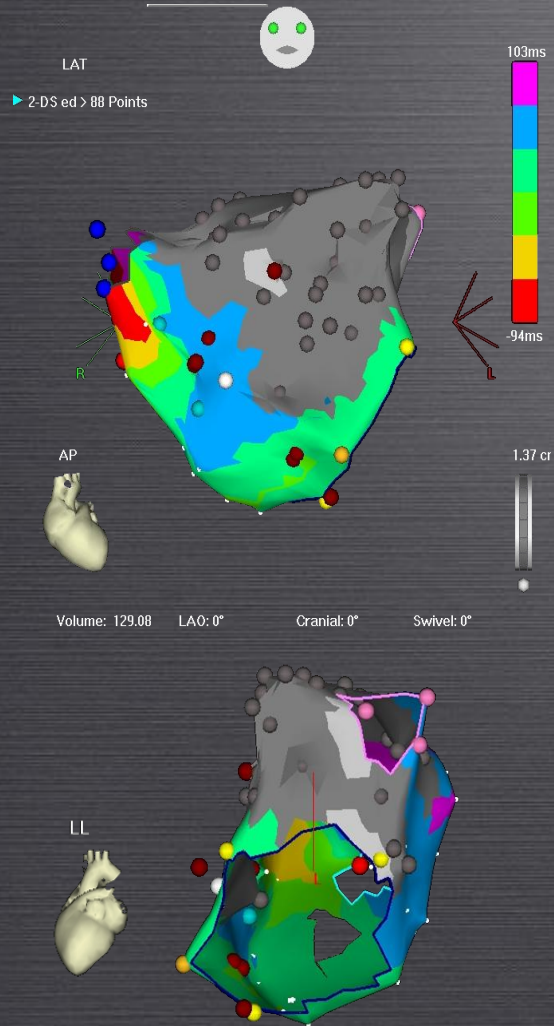 103ms
LAT
2-DS ed > 88 Points
-94ms
R
L
AP
1.37 cr
Volume: 129.08 LAO: 0° Cranial: 0° Swivel: 0°
LL
L